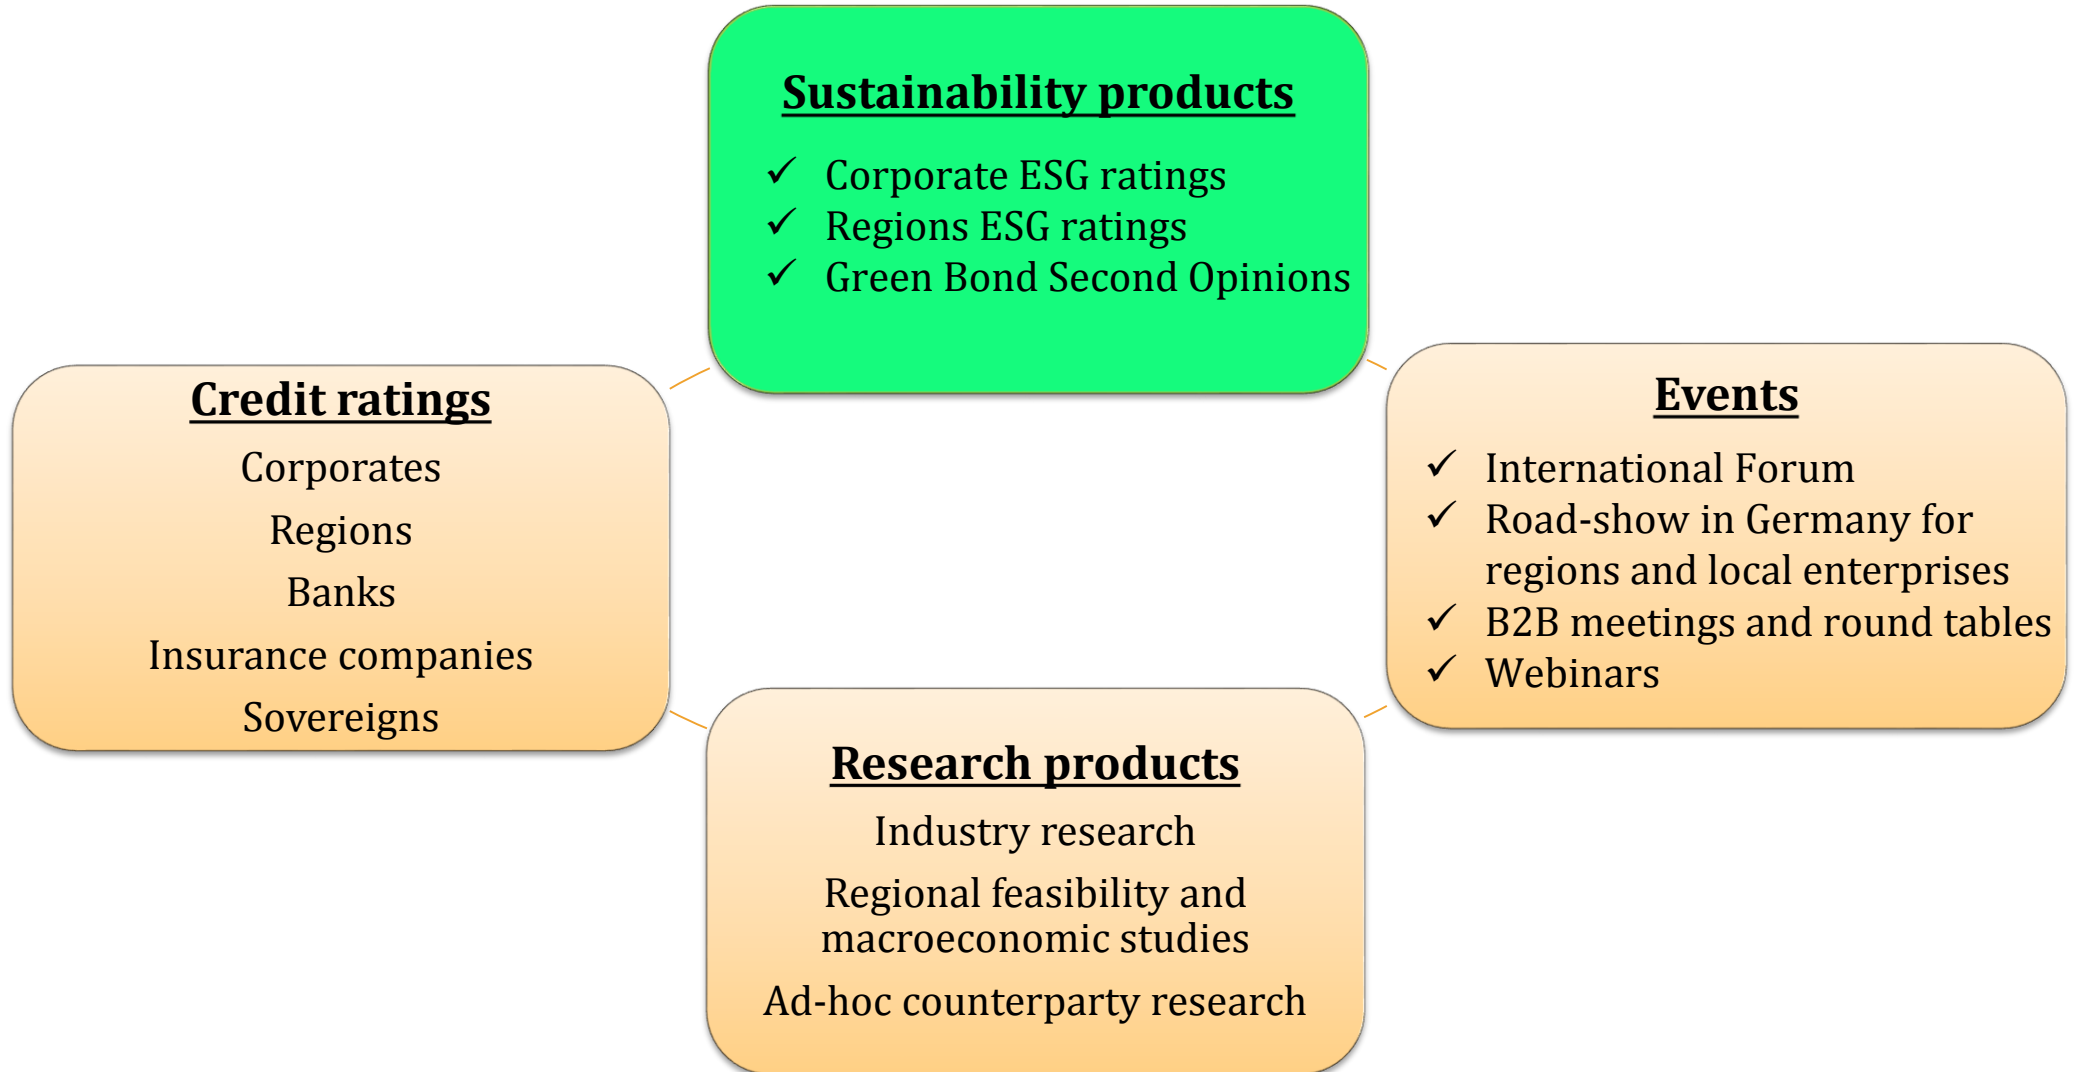 Sustainability products
✓ Corporate ESG ratings
✓ Regions ESG ratings
✓ Green Bond Second Opinions
Credit ratings
Corporates
Regions
Banks
Insurance companies
Sovereigns
Events
✓ International Forum
✓ Road-show in Germany for
regions and local enterprises
✓ B2B meetings and round tables
✓ Webinars
Research products
Industry research
Regional feasibility and
macroeconomic studies
Ad-hoc counterparty research